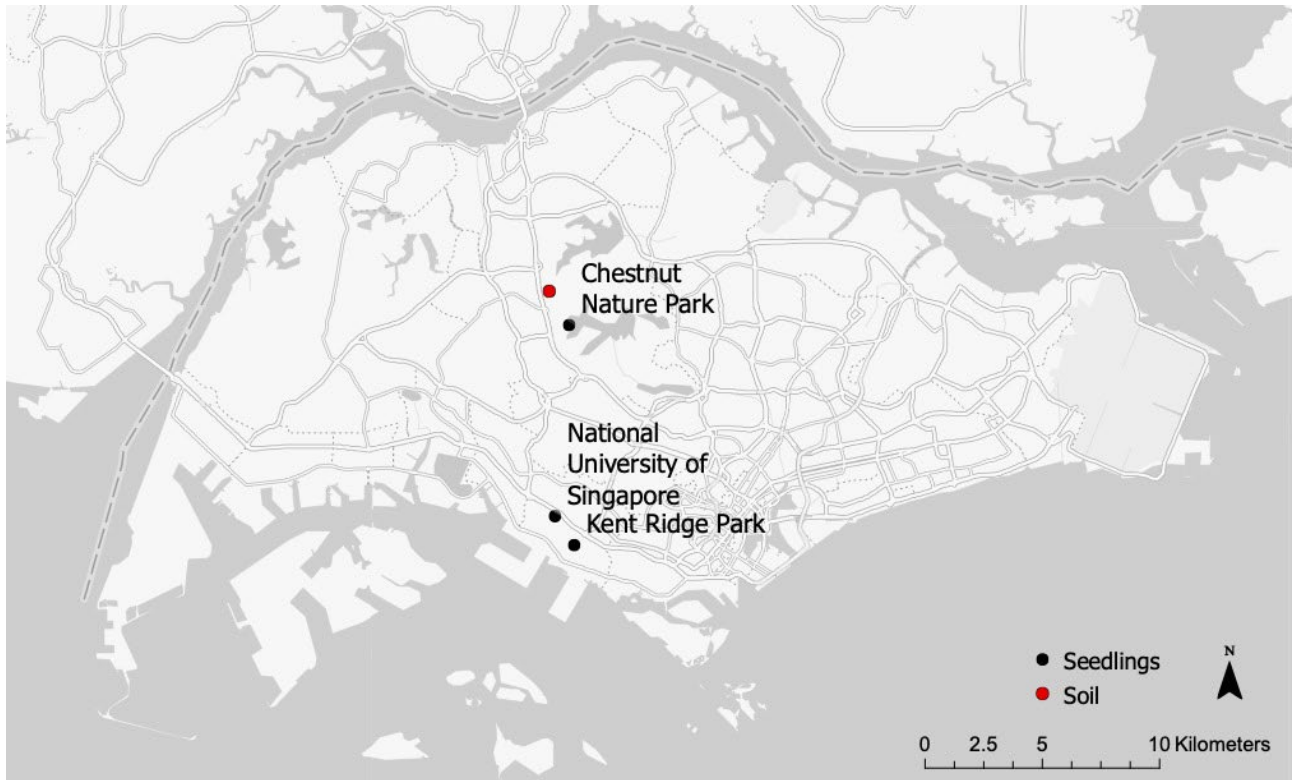 Chestnut
Nature Park
National
University of
Singapore
Kent Ridge Park
Seedlings
Soil
N
0 2.5 5 10 Kilometers